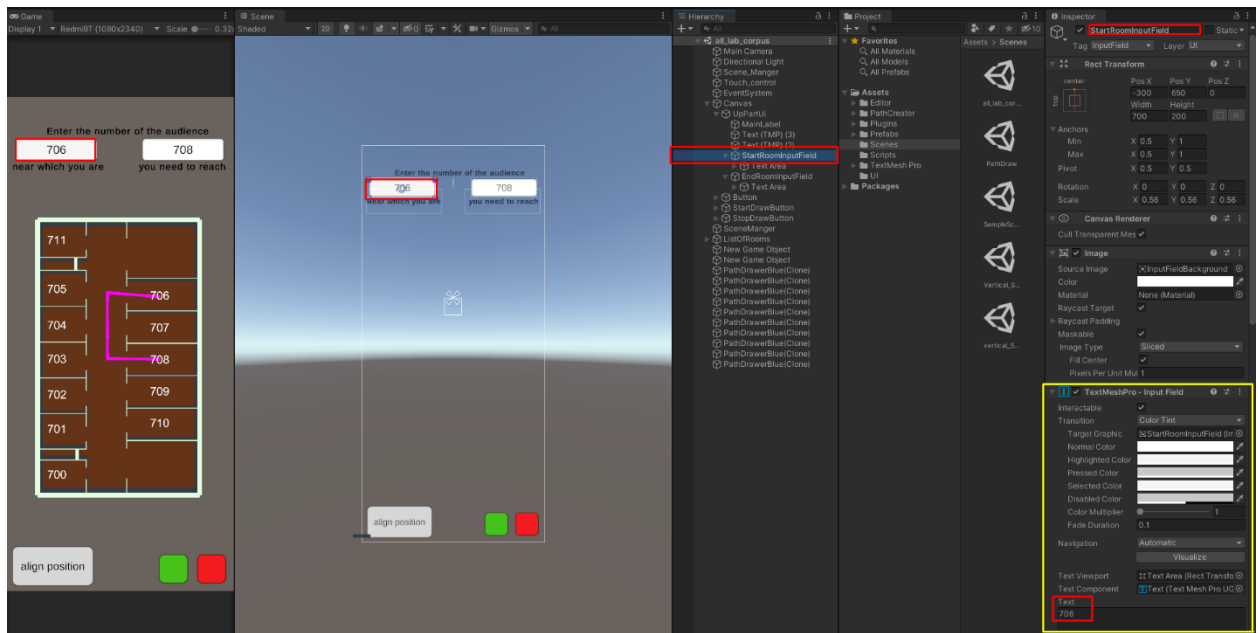 Game
Display 1 Redmi9T (1080x2340) Scale 0.32
Enter the number of the audience
706 708
near which you are you need to reach
711
705 706
704 707
703 708
702 709
701 710
700
align position
Scene
Shaded 2D Gizmos All
Enter the number of the audience
706 708
near which you are you need to reach
align position
Hierarchy
All
all_lab_corpus
Main Camera
Directional Light
Scene_Manger
Touch_control
EventSystem
Canvas
UpPartUi
MainLabel
Text (TMP) (3)
Text (TMP) (2)
StartRoomInputField
Text Area
EndRoomInputField
Text Area
Button
StartDrawButton
StopDrawButton
SceneManger
ListOfRooms
New Game Object
New Game Object
PathDrawerBlue(Clone)
PathDrawerBlue(Clone)
PathDrawerBlue(Clone)
PathDrawerBlue(Clone)
PathDrawerBlue(Clone)
PathDrawerBlue(Clone)
PathDrawerBlue(Clone)
PathDrawerBlue(Clone)
PathDrawerBlue(Clone)
PathDrawerBlue(Clone)
Project
10
Favorites
All Materials
All Models
All Prefabs
Assets
Editor
PathCreator
Plugins
Prefabs
Scenes
Scripts
TextMesh Pro
UI
Packages
Assets > Scenes
all_lab_cor...
PathDraw
SampleSc...
Vertical_S...
vertical_S...
Inspector
StartRoomInputField Static
Tag InputField Layer UI
Rect Transform
center Pos X Pos Y Pos Z
-300 650 0
top Width Height
700 200 R
Anchors
Min X 0.5 Y 1
Max X 0.5 Y 1
Pivot X 0.5 Y 0.5
Rotation X 0 Y 0 Z 0
Scale X 0.56 Y 0.56 Z 0.56
Canvas Renderer
Cull Transparent Mes
Image
Source Image InputFieldBackground
Color
Material None (Material)
Raycast Target
Raycast Padding
Maskable
Image Type Sliced
Fill Center
Pixels Per Unit Mul 1
TextMeshPro - Input Field
Interactable
Transition Color Tint
Target Graphic StartRoomInputField (Im
Normal Color
Highlighted Color
Pressed Color
Selected Color
Disabled Color
Color Multiplier 1
Fade Duration 0.1
Navigation Automatic
Visualize
Text Viewport Text Area (Rect Transfo
Text Component Text (Text Mesh Pro UG
Text
706